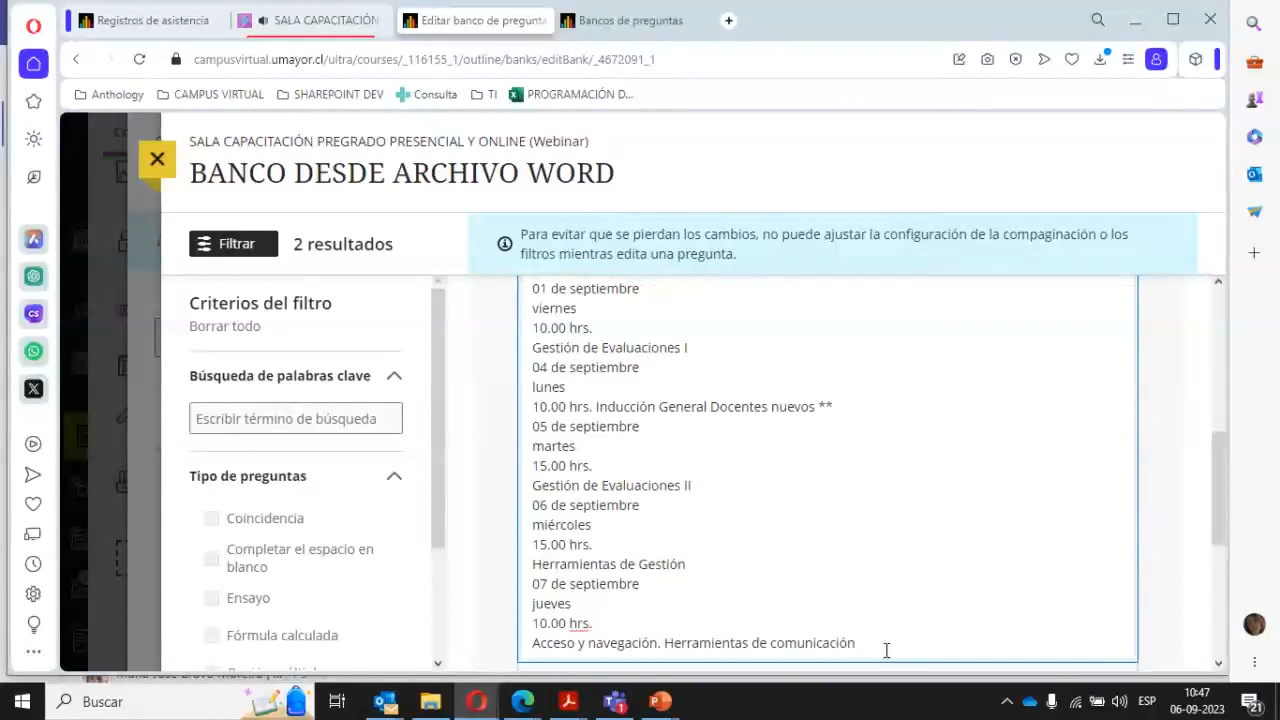 Registros de asistencia
SALA CAPACITACIÓN
Editar banco de pregunta
Bancos de preguntas
campusvirtual.umayor.cl/ultra/courses/_116155_1/outline/banks/editBank/_4672091_1
Anthology
CAMPUS VIRTUAL
SHAREPOINT DEV
Consulta
TI
PROGRAMACIÓN D...
SALA CAPACITACIÓN PREGRADO PRESENCIAL Y ONLINE (Webinar)
BANCO DESDE ARCHIVO WORD
Filtrar
2 resultados
Para evitar que se pierdan los cambios, no puede ajustar la configuración de la compaginación o los
filtros mientras edita una pregunta.
Criterios del filtro
Borrar todo
Búsqueda de palabras clave
Escribir término de búsqueda
Tipo de preguntas
Coincidencia
Completar el espacio en
blanco
Ensayo
Fórmula calculada
01 de septiembre
viernes
10.00 hrs.
Gestión de Evaluaciones I
04 de septiembre
lunes
10.00 hrs. Inducción General Docentes nuevos **
05 de septiembre
martes
15.00 hrs.
Gestión de Evaluaciones II
06 de septiembre
miércoles
15.00 hrs.
Herramientas de Gestión
07 de septiembre
jueves
10.00 hrs.
Acceso y navegación. Herramientas de comunicación
Buscar
ESP
10:47
06-09-2023
21